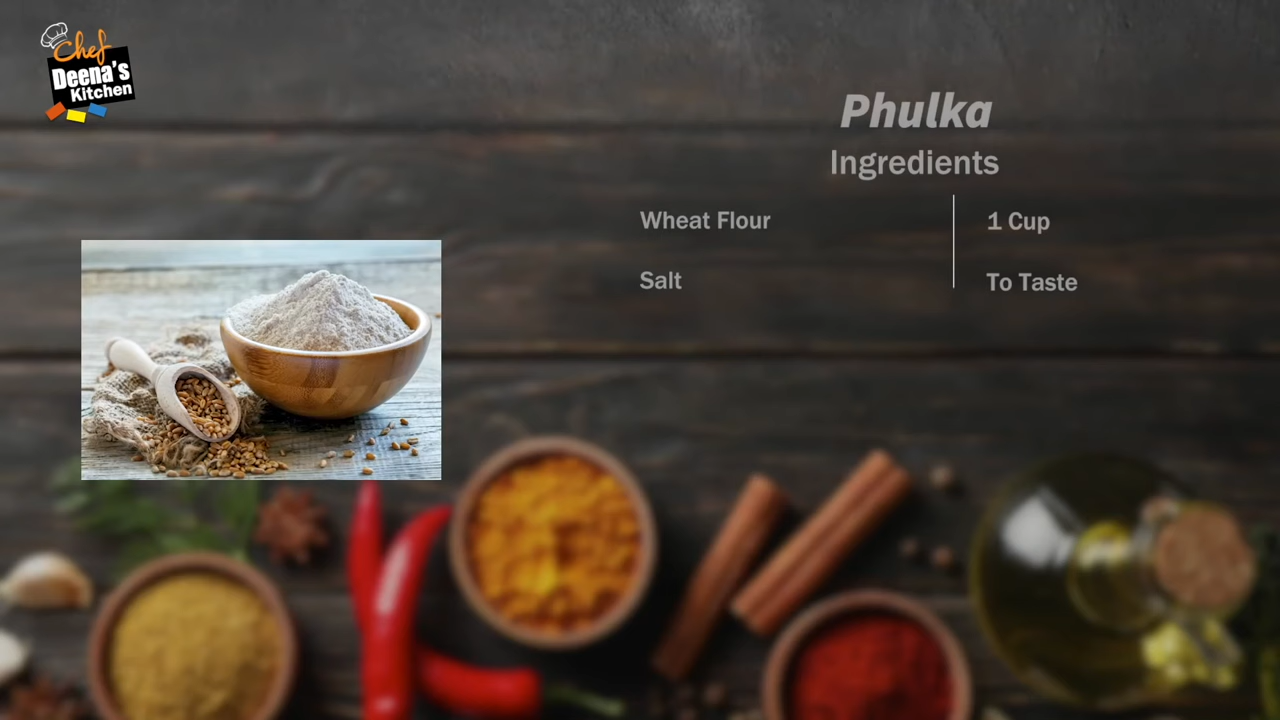 Chef
Deena's
Kitchen
Phulka
Ingredients
Wheat Flour 1 Cup
Salt To Taste